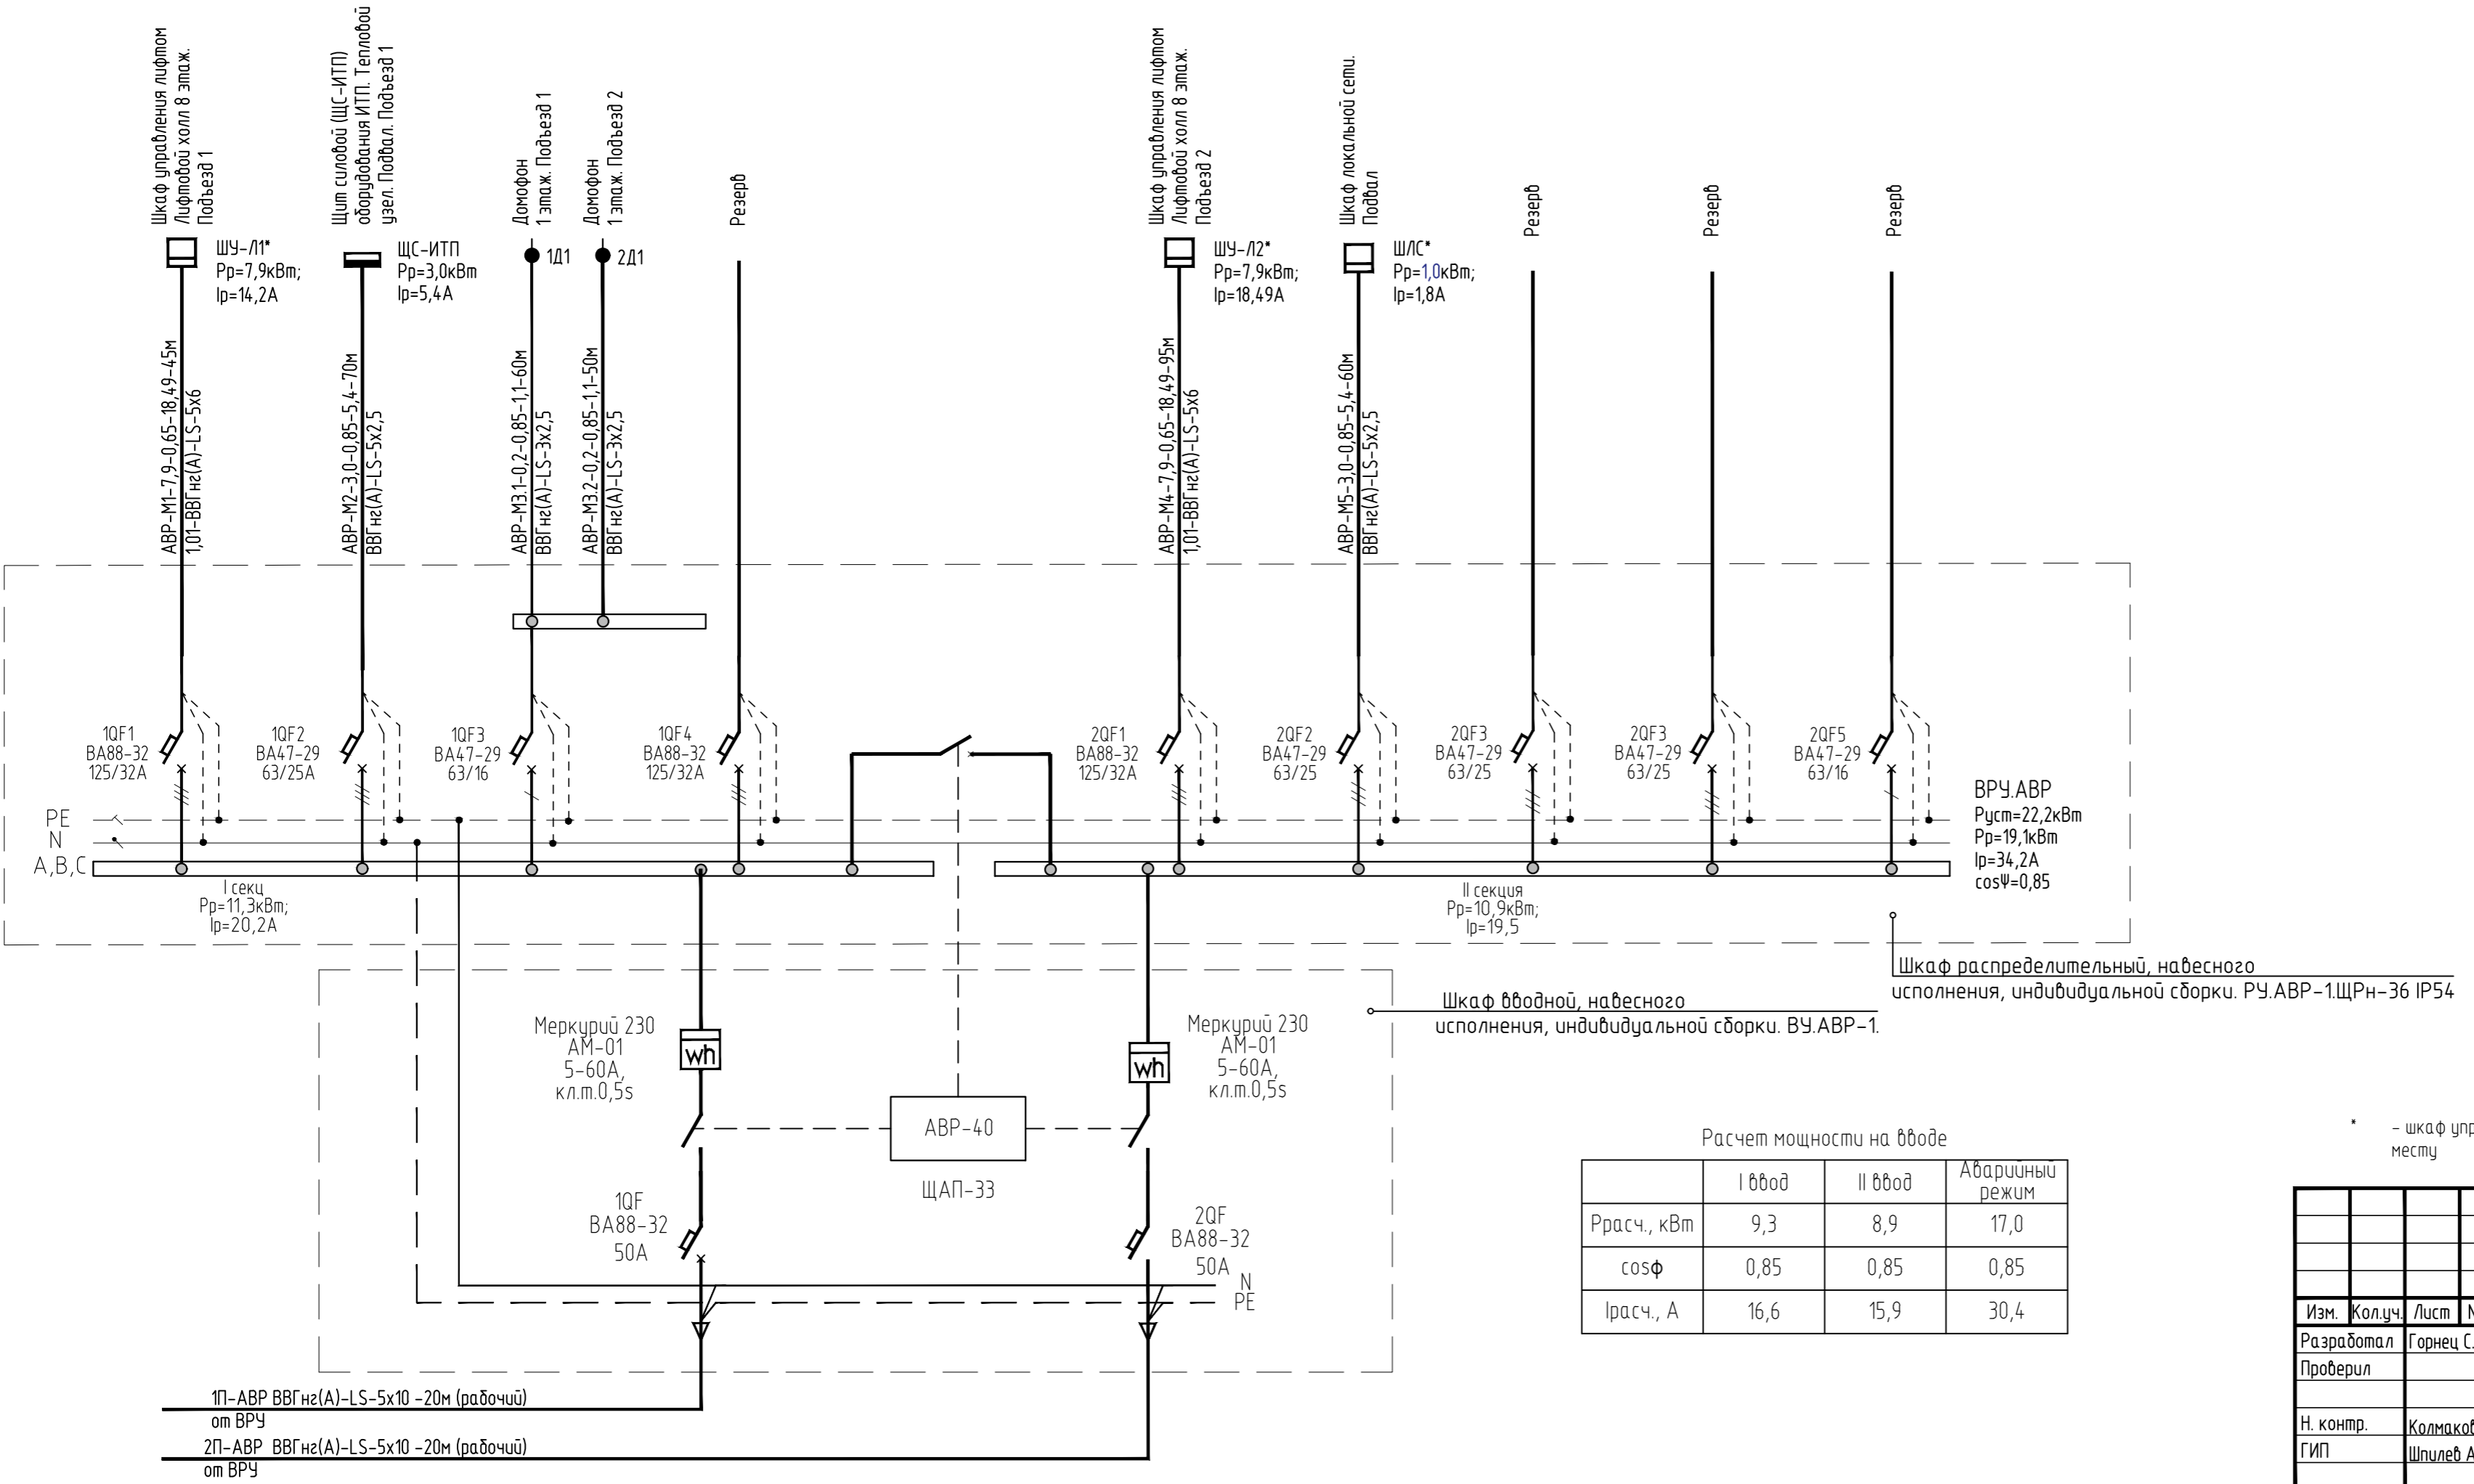 Шкаф управления лифтом
Лифтовой холл 8 этаж.
Подъезд 1
Щит силовой (ЩС-ИТП)
оборудования ИТП. Тепловой
узел. Подвал. Подъезд 1
Домофон
1 этаж. Подъезд 1
Домофон
1 этаж. Подъезд 2
Резерв
Шкаф управления лифтом
Лифтовой холл 8 этаж.
Подъезд 2
Шкаф локальной сети.
Подвал
Резерв
Резерв
Резерв
ШУ-Л1*
Рр=7,9кВт;
Iр=14,2А
ЩС-ИТП
Рр=3,0кВт
Iр=5,4А
1Д1
2Д1
ШУ-Л2*
Рр=7,9кВт;
Iр=18,49А
ШЛС*
Рр=1,0кВт;
Iр=1,8А
АВР-М1-7,9-0,65-18,49-45м
1,01-ВВГнг(А)-LS-5х6
АВР-М2-3,0-0,85-5,4-70м
ВВГнг(А)-LS-5х2,5
АВР-М3.1-0,2-0,85-1,1-60м
ВВГнг(А)-LS-3х2,5
АВР-М3.2-0,2-0,85-1,1-50м
ВВГнг(А)-LS-3х2,5
АВР-М4-7,9-0,65-18,49-95м
1,01-ВВГнг(А)-LS-5х6
АВР-М5-3,0-0,85-5,4-60м
ВВГнг(А)-LS-5х2,5
1QF1
ВА88-32
125/32А
1QF2
ВА47-29
63/25А
1QF3
ВА47-29
63/16
1QF4
ВА88-32
125/32А
2QF1
ВА88-32
125/32А
2QF2
ВА47-29
63/25
2QF3
ВА47-29
63/25
2QF3
ВА47-29
63/25
2QF5
ВА47-29
63/16
PE
N
A,B,C
ВРУ.АВР
Руст=22,2кВт
Рр=19,1кВт
Iр=34,2А
cosΨ=0,85
I секц
Рр=11,3кВт;
Iр=20,2А
II секция
Рр=10,9кВт;
Iр=19,5
Шкаф распределительный, навесного
исполнения, индивидуальной сборки. РУ.АВР-1.ЩРн-36 IP54
Шкаф вводной, навесного
исполнения, индивидуальной сборки. ВУ.АВР-1.
Меркурий 230
АМ-01
5-60А,
кл.т.0,5s
wh
Меркурий 230
АМ-01
5-60А,
кл.т.0,5s
wh
АВР-40
ЩАП-33
1QF
ВА88-32
50А
2QF
ВА88-32
50А
N
PE
1П-АВР ВВГнг(А)-LS-5х10 -20м (рабочий)
от ВРУ
2П-АВР ВВГнг(А)-LS-5х10 -20м (рабочий)
от ВРУ
Расчет мощности на вводе
I ввод II ввод Аварийный режим
Ррасч., кВт 9,3 8,9 17,0
cosφ 0,85 0,85 0,85
Iрасч., А 16,6 15,9 30,4
* - шкаф упр
месту
Изм. Кол.уч. Лист
Разработал Горнец С.
Проверил
Н. контр. Колмаков
ГИП Шпилев А